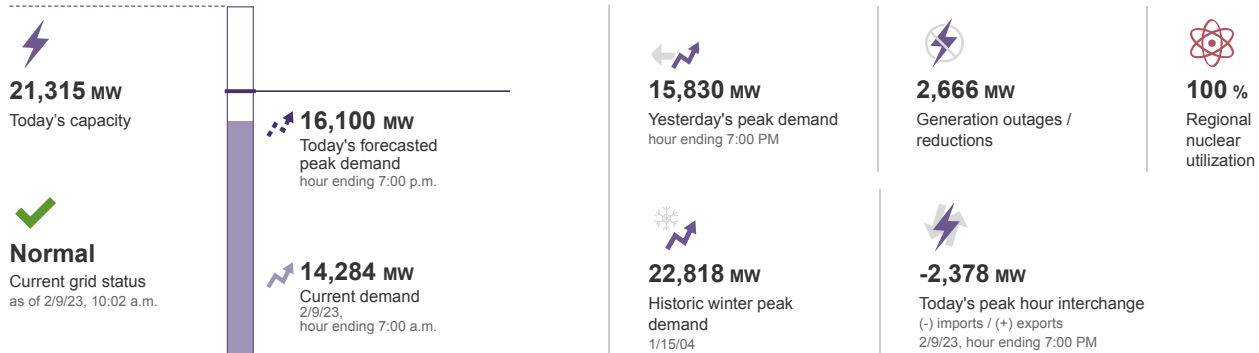 21,315 MW
Today's capacity
Normal
Current grid status
as of 2/9/23, 10:02 a.m.
16,100 MW
Today's forecasted
peak demand
hour ending 7:00 p.m.
14,284 MW
Current demand
2/9/23,
hour ending 7:00 a.m.
15,830 MW
Yesterday's peak demand
hour ending 7:00 PM
2,666 MW
Generation outages /
reductions
100 %
Regional
nuclear
utilization
22,818 MW
Historic winter peak
demand
1/15/04
-2,378 MW
Today's peak hour interchange
(-) imports / (+) exports
2/9/23, hour ending 7:00 PM